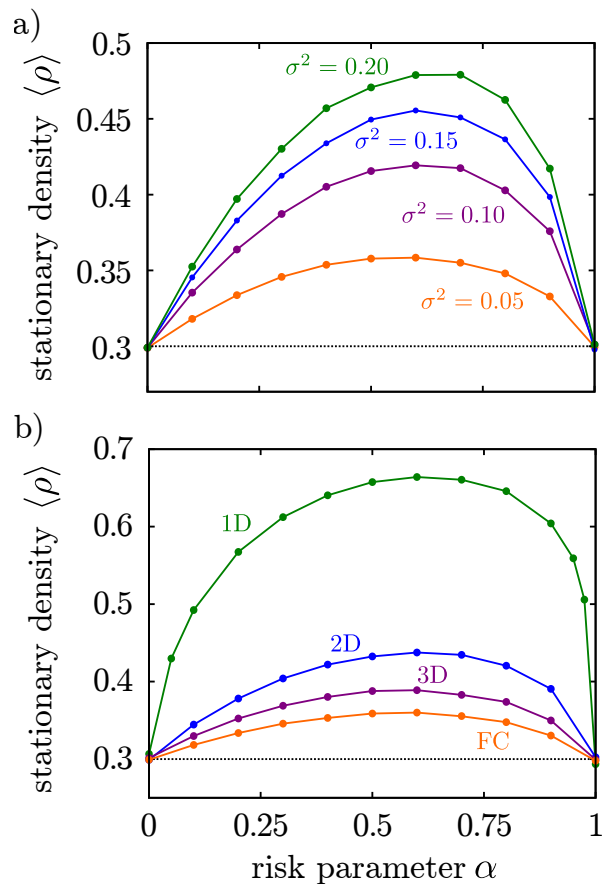 a)
stationary density ⟨ρ⟩
0.5
0.45
0.4
0.35
0.3
σ² = 0.20
σ² = 0.15
σ² = 0.10
σ² = 0.05
b)
stationary density ⟨ρ⟩
0.7
0.6
0.5
0.4
0.3
1D
2D
3D
FC
0 0.25 0.5 0.75 1
risk parameter α